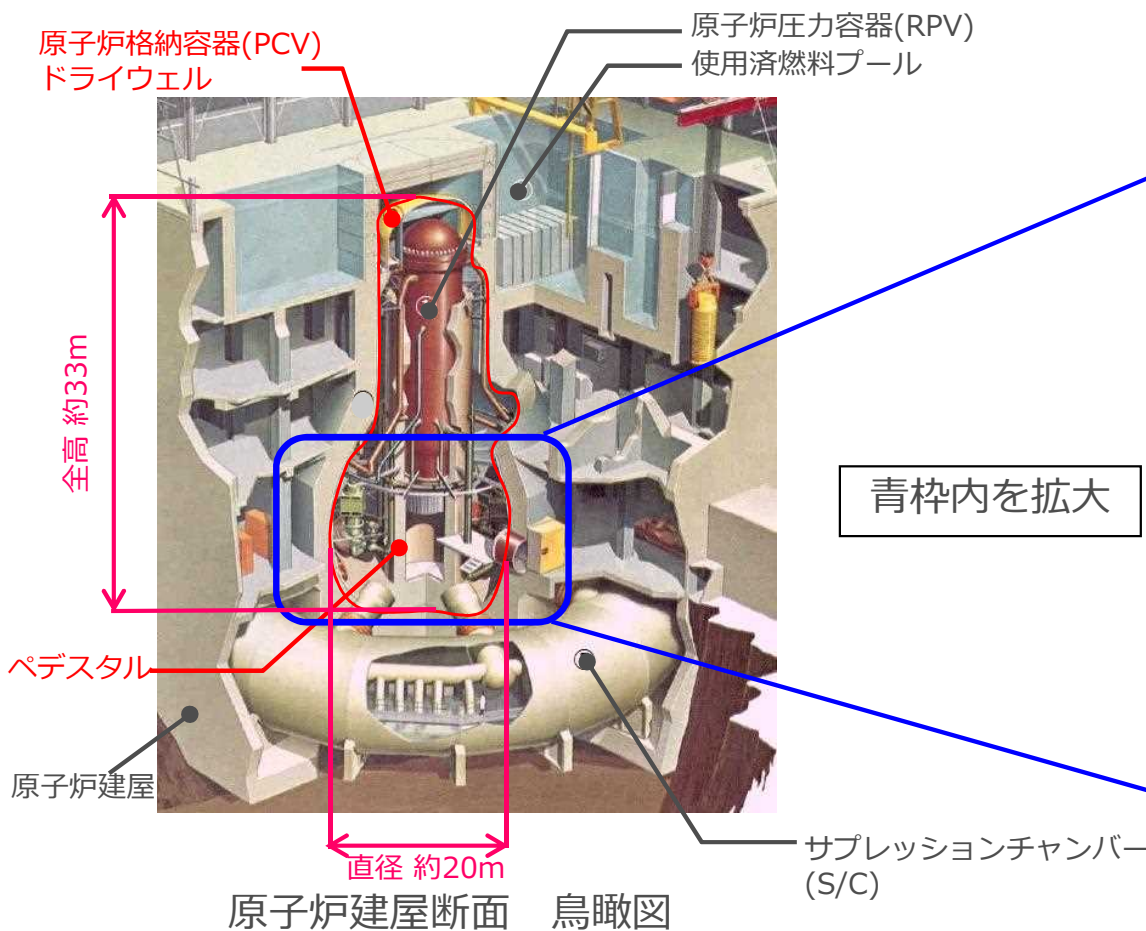 原子炉格納容器(PCV)
ドライウェル
原子炉圧力容器(RPV)
使用済燃料プール
全高 約33m
青枠内を拡大
ペデスタル
原子炉建屋
サプレッションチャンバー
(S/C)
直径 約20m
原子炉建屋断面　鳥瞰図